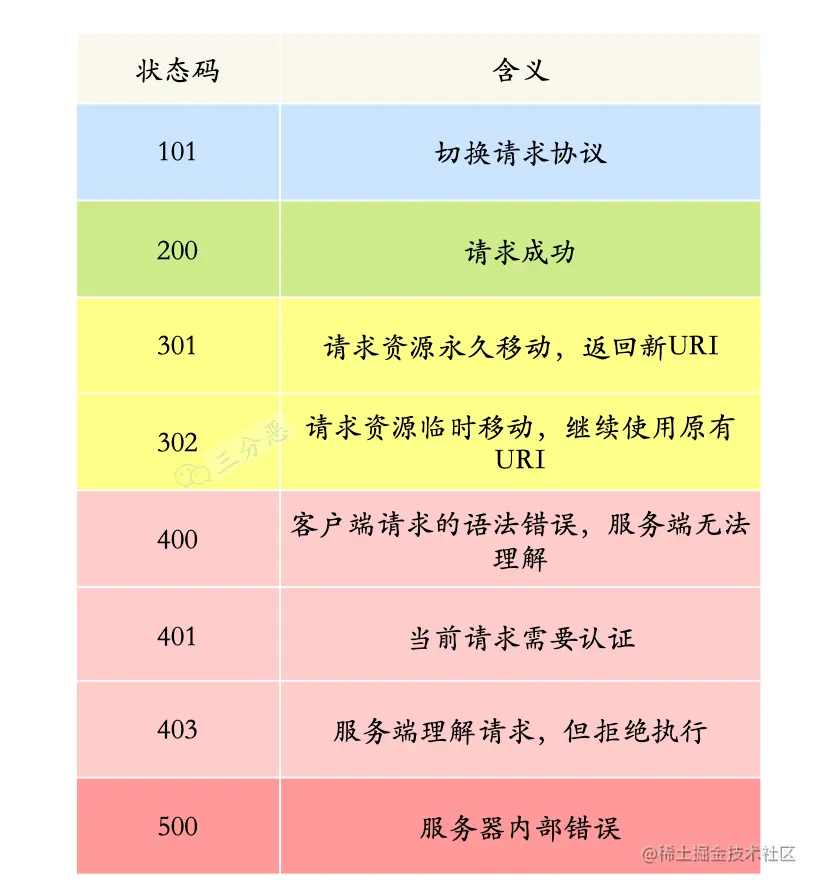 状态码 含义
101 切换请求协议
200 请求成功
301 请求资源永久移动，返回新URI
302 请求资源临时移动，继续使用原有
URI
三分恶
400 客户端请求的语法错误，服务端无法
理解
401 当前请求需要认证
403 服务端理解请求，但拒绝执行
500 服务器内部错误
@稀土掘金技术社区